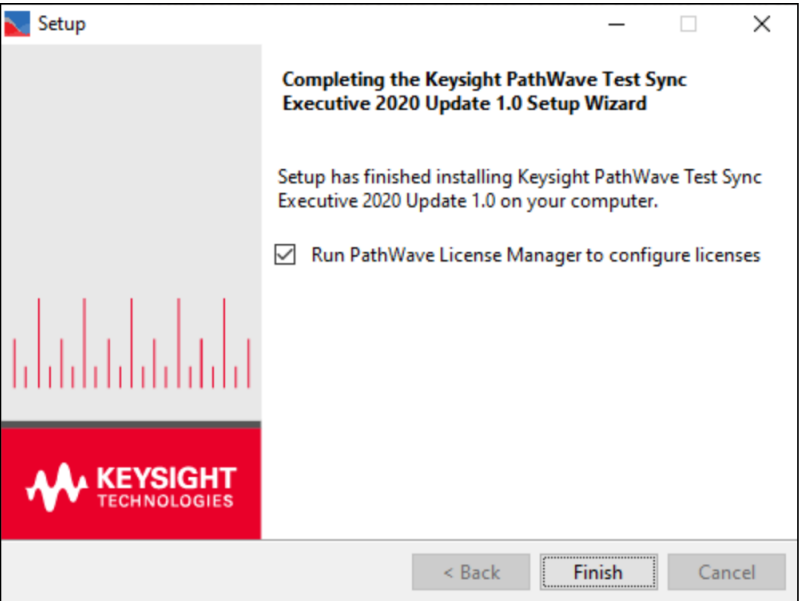 Setup
Completing the Keysight PathWave Test Sync
Executive 2020 Update 1.0 Setup Wizard
Setup has finished installing Keysight PathWave Test Sync
Executive 2020 Update 1.0 on your computer.
Run PathWave License Manager to configure licenses
KEYSIGHT
TECHNOLOGIES
< Back
Finish
Cancel